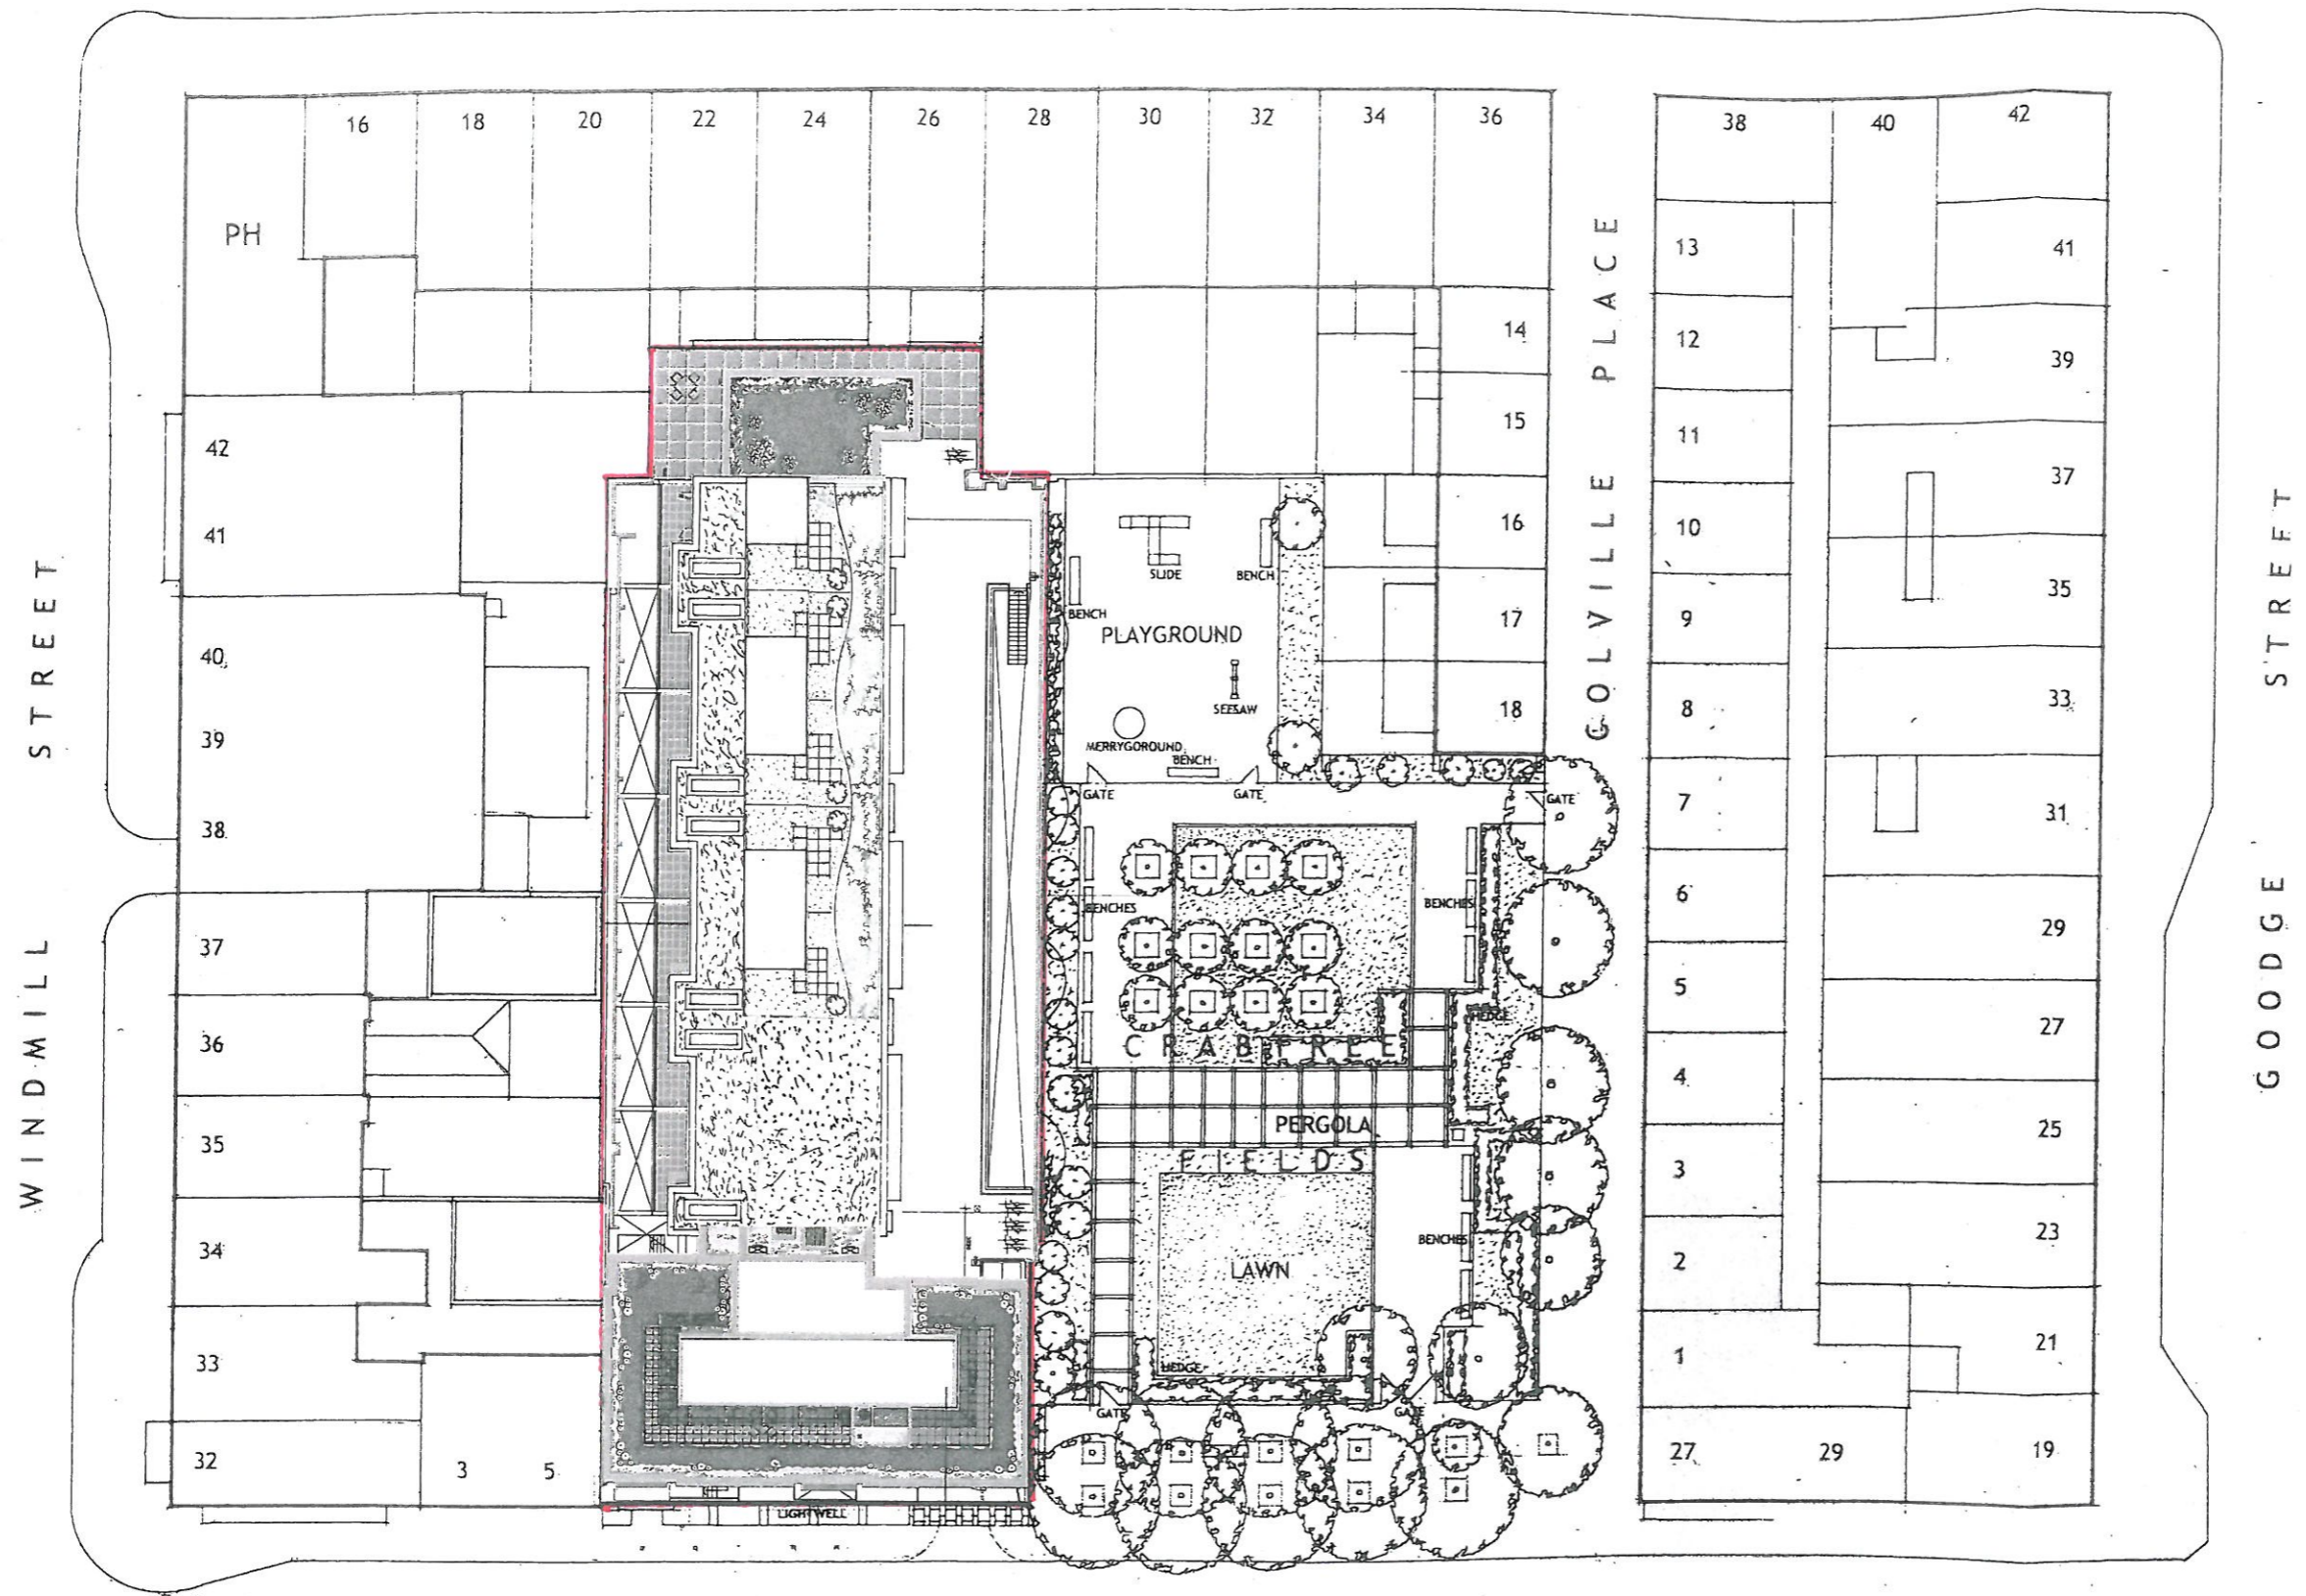 16 18 20 22 24 26 28 30 32 34 36 38 40 42
PH
42
41
40
39
38
37
36
35
34
33
32 3 5
WINDMILL STREET
14
15
16
17
18
SLIDE
BENCH
BENCH
PLAYGROUND
SEESAW
MERRYGOROUND
BENCH
GATE
GATE
GATE
BENCHES
BENCHES
HEDGE
CRABTREE
PERGOLA
FIELDS
BENCHES
LAWN
HEDGE
GATE
GATE
LIGHTWELL
COLVILLE PLACE
13
12
11
10
9
8
7
6
5
4
3
2
1
27 29
41
39
37
35
33
31
29
27
25
23
21
19
GOODGE STREET